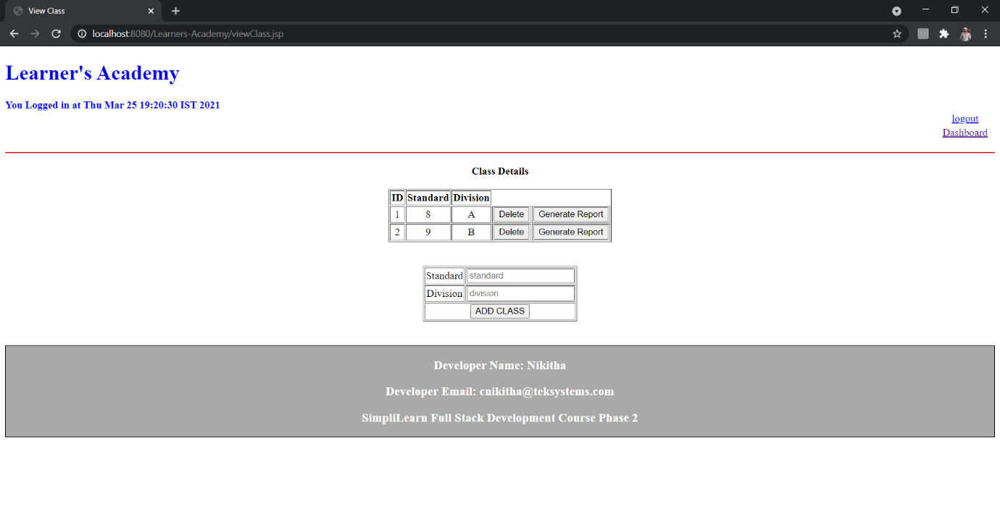 View Class
localhost:8080/Learners-Academy/viewClass.jsp
Learner's Academy
You Logged in at Thu Mar 25 19:20:30 IST 2021
logout
Dashboard
Class Details
ID Standard Division
1 8 A Delete Generate Report
2 9 B Delete Generate Report
Standard standard
Division division
ADD CLASS
Developer Name: Nikitha
Developer Email: cnikitha@teksystems.com
SimpliLearn Full Stack Development Course Phase 2